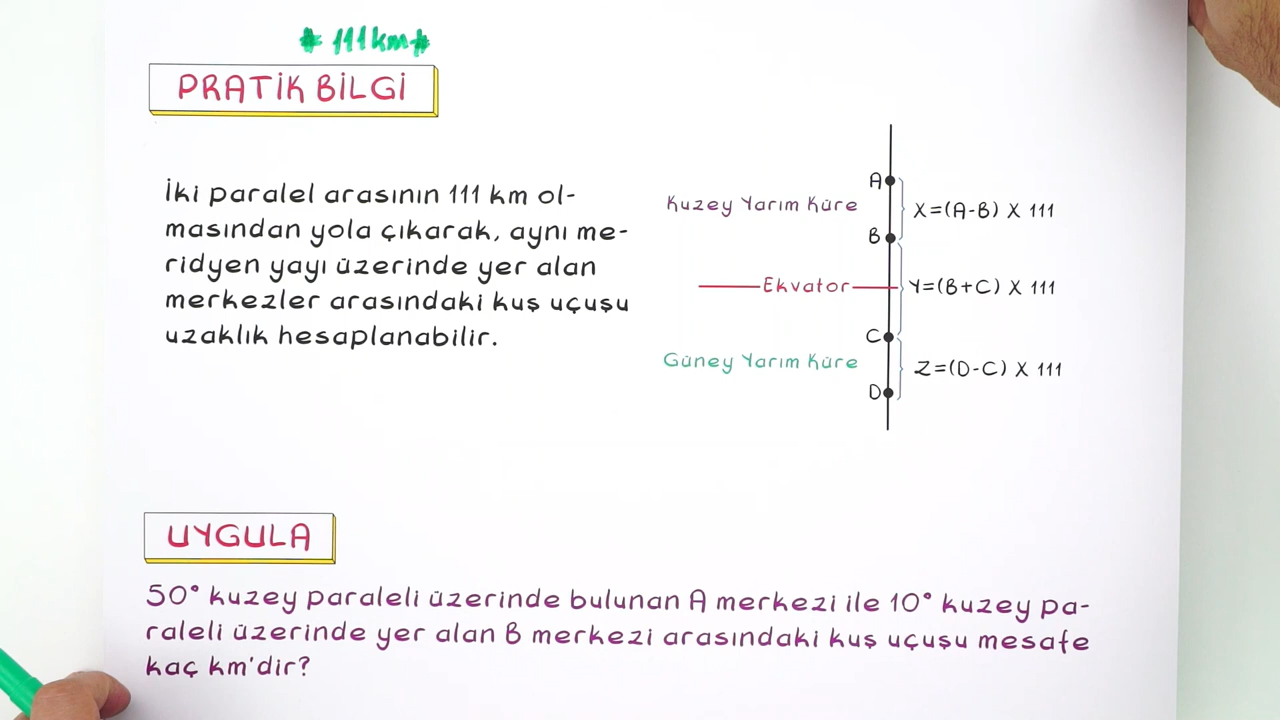 * 111km *
PRATİK BİLGİ
İki paralel arasının 111 km ol-
masından yola çıkarak, aynı me-
ridyen yayı üzerinde yer alan
merkezler arasındaki kuş uçuşu
uzaklık hesaplanabilir.
A
Kuzey Yarım Küre
X=(A-B) X 111
B
Ekvator
Y=(B+C) X 111
C
Güney Yarım Küre
Z=(D-C) X 111
D
UYGULA
50° kuzey paraleli üzerinde bulunan A merkezi ile 10° kuzey pa-
raleli üzerinde yer alan B merkezi arasındaki kuş uçuşu mesafe
kaç km'dir?